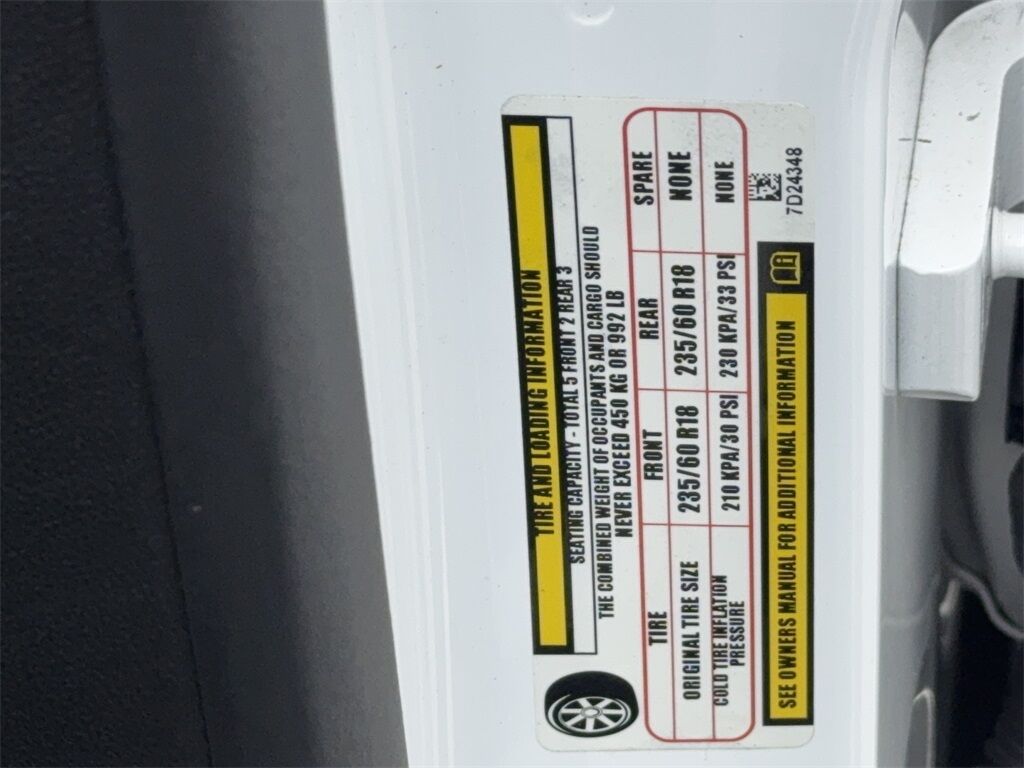 TIRE AND LOADING INFORMATION
SEATING CAPACITY - TOTAL 5 FRONT 2 REAR 3
THE COMBINED WEIGHT OF OCCUPANTS AND CARGO SHOULD
NEVER EXCEED 450 KG OR 992 LB
TIRE FRONT REAR SPARE
ORIGINAL TIRE SIZE 235/60 R18 235/60 R18 NONE
COLD TIRE INFLATION
PRESSURE 210 KPA/30 PSI 230 KPA/33 PSI NONE
SEE OWNERS MANUAL FOR ADDITIONAL INFORMATION
7D24348